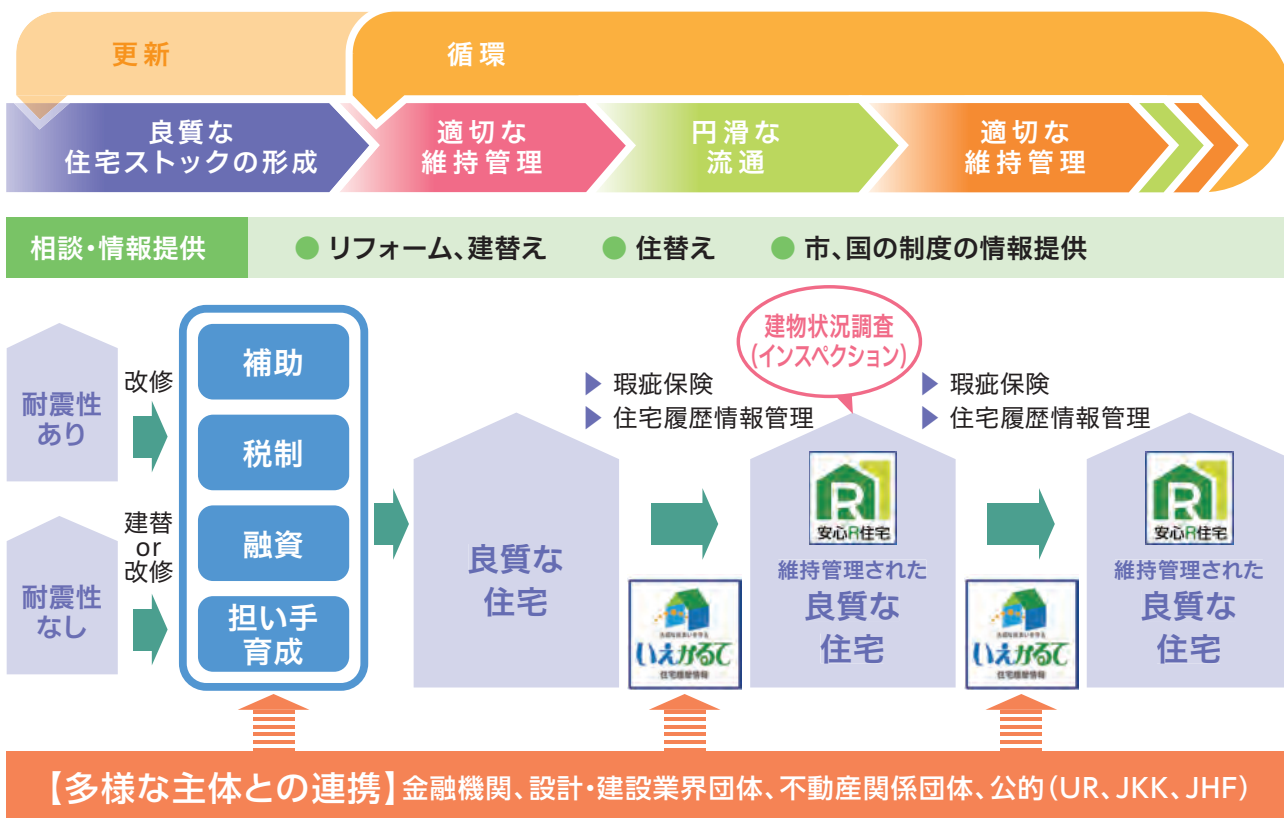 更新
循環
良質な
住宅ストックの形成
適切な
維持管理
円滑な
流通
適切な
維持管理
相談・情報提供
● リフォーム、建替え ● 住替え ● 市、国の制度の情報提供
耐震性
あり
改修
耐震性
なし
建替
or
改修
補助
税制
融資
担い手
育成
良質な
住宅
▶ 瑕疵保険
▶ 住宅履歴情報管理
いえかるて
住宅履歴情報
建物状況調査
(インスペクション)
R
安心R住宅
維持管理された
良質な
住宅
▶ 瑕疵保険
▶ 住宅履歴情報管理
いえかるて
住宅履歴情報
R
安心R住宅
維持管理された
良質な
住宅
【多様な主体との連携】金融機関、設計・建設業界団体、不動産関係団体、公的(UR、JKK、JHF)